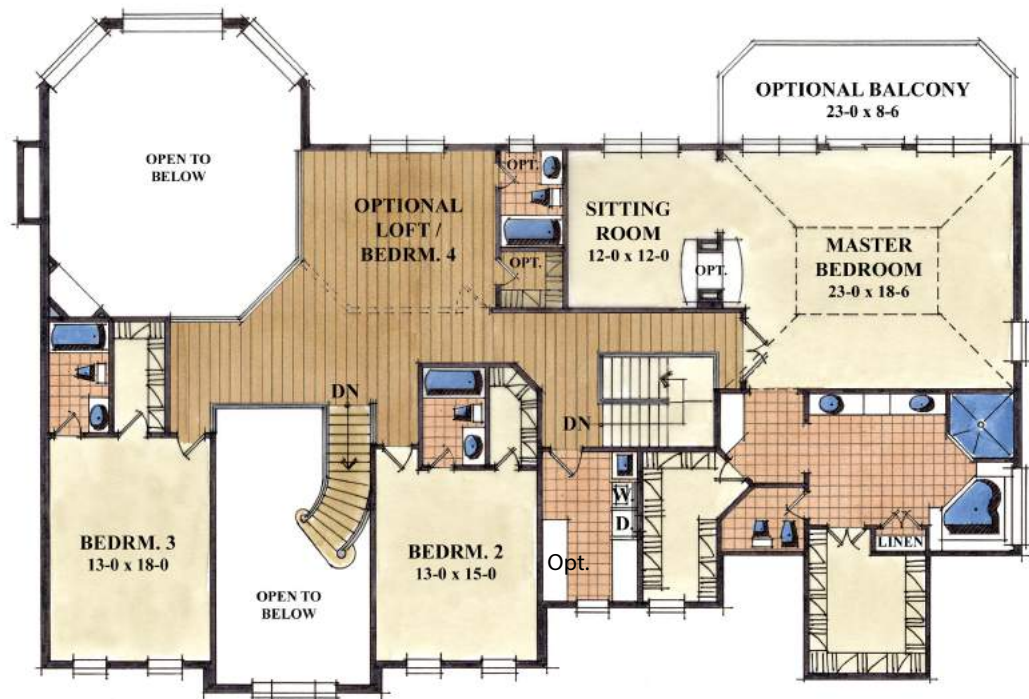 OPTIONAL BALCONY
23-0 x 8-6
OPEN TO
BELOW
OPT.
OPTIONAL
LOFT /
BEDRM. 4
SITTING
ROOM
12-0 x 12-0
OPT.
OPT.
MASTER
BEDROOM
23-0 x 18-6
DN
DN
W.
D.
BEDRM. 3
13-0 x 18-0
BEDRM. 2
13-0 x 15-0
Opt.
LINEN
OPEN TO
BELOW